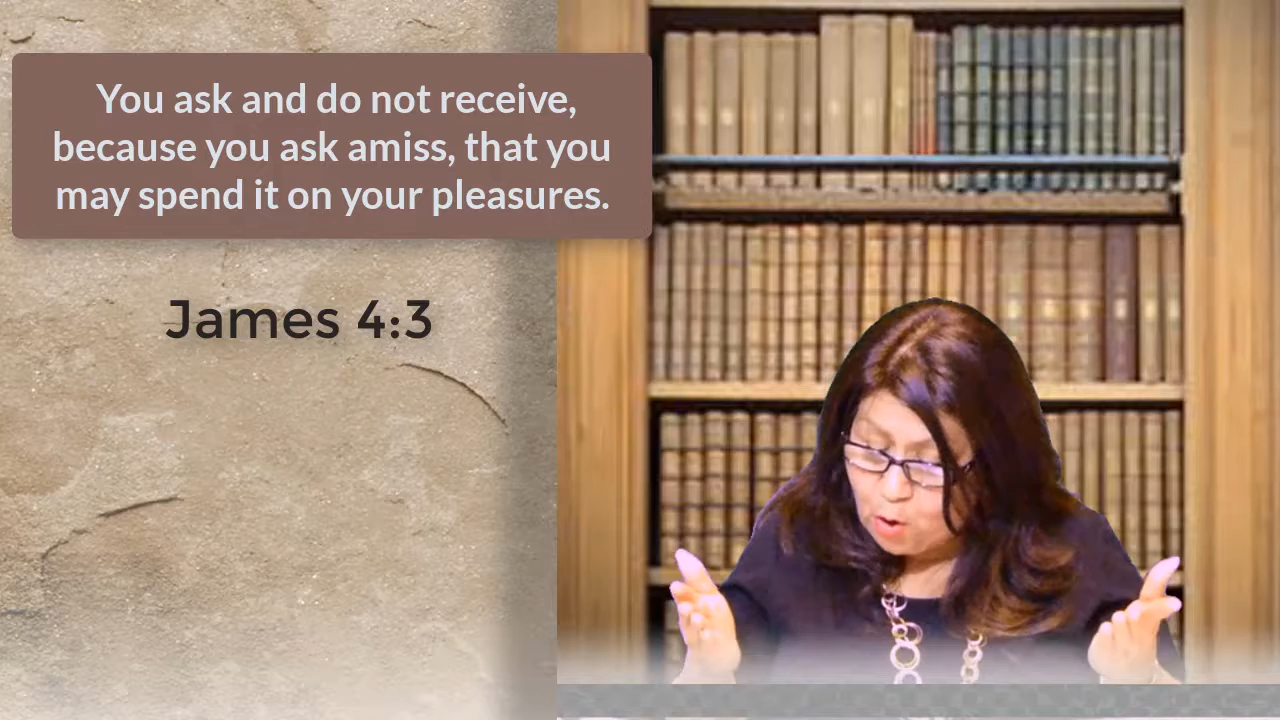 You ask and do not receive,
because you ask amiss, that you
may spend it on your pleasures.
James 4:3